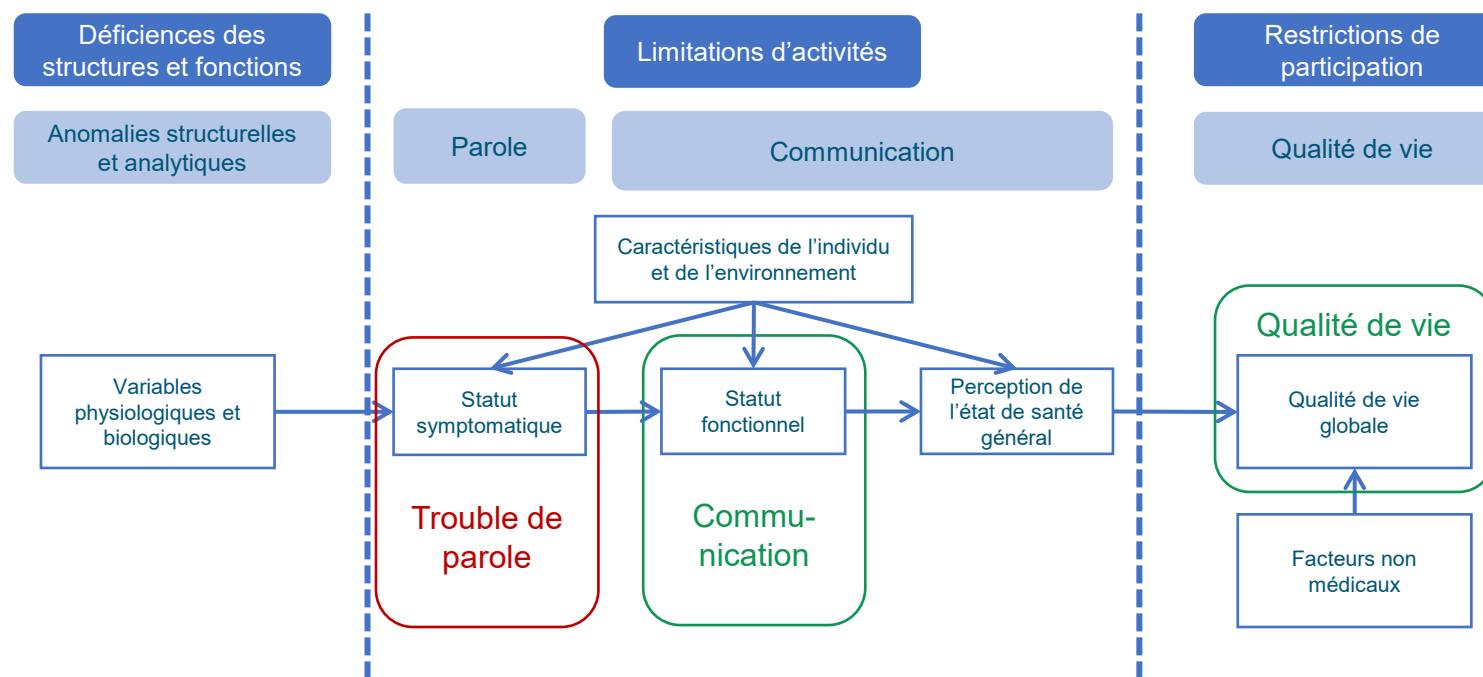 Déficiences des
structures et fonctions
Limitations d’activités
Restrictions de
participation
Anomalies structurelles
et analytiques
Parole
Communication
Qualité de vie
Caractéristiques de l’individu
et de l’environnement
Qualité de vie
Variables
physiologiques et
biologiques
Statut
symptomatique
Statut
fonctionnel
Perception de
l’état de santé
général
Qualité de vie
globale
Trouble de
parole
Commu-
nication
Facteurs non
médicaux